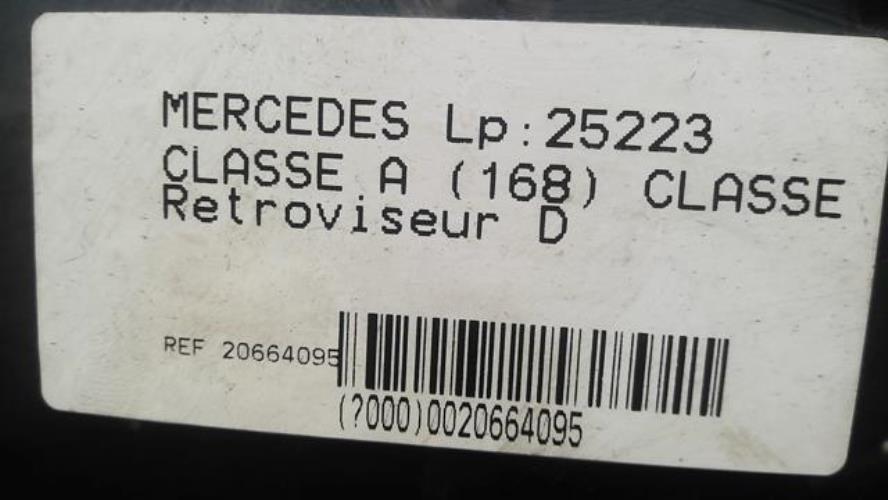 MERCEDES Lp:25223
CLASSE A (168) CLASSE
Retroviseur D
REF 20664095
(?000)0020664095